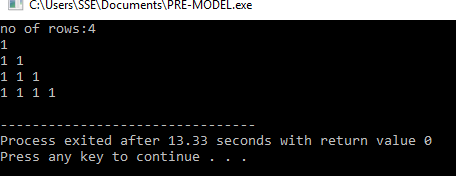 C:\Users\SSE\Documents\PRE-MODEL.exe
no of rows:4
1
1 1
1 1 1
1 1 1 1
--------------------------------
Process exited after 13.33 seconds with return value 0
Press any key to continue . . .